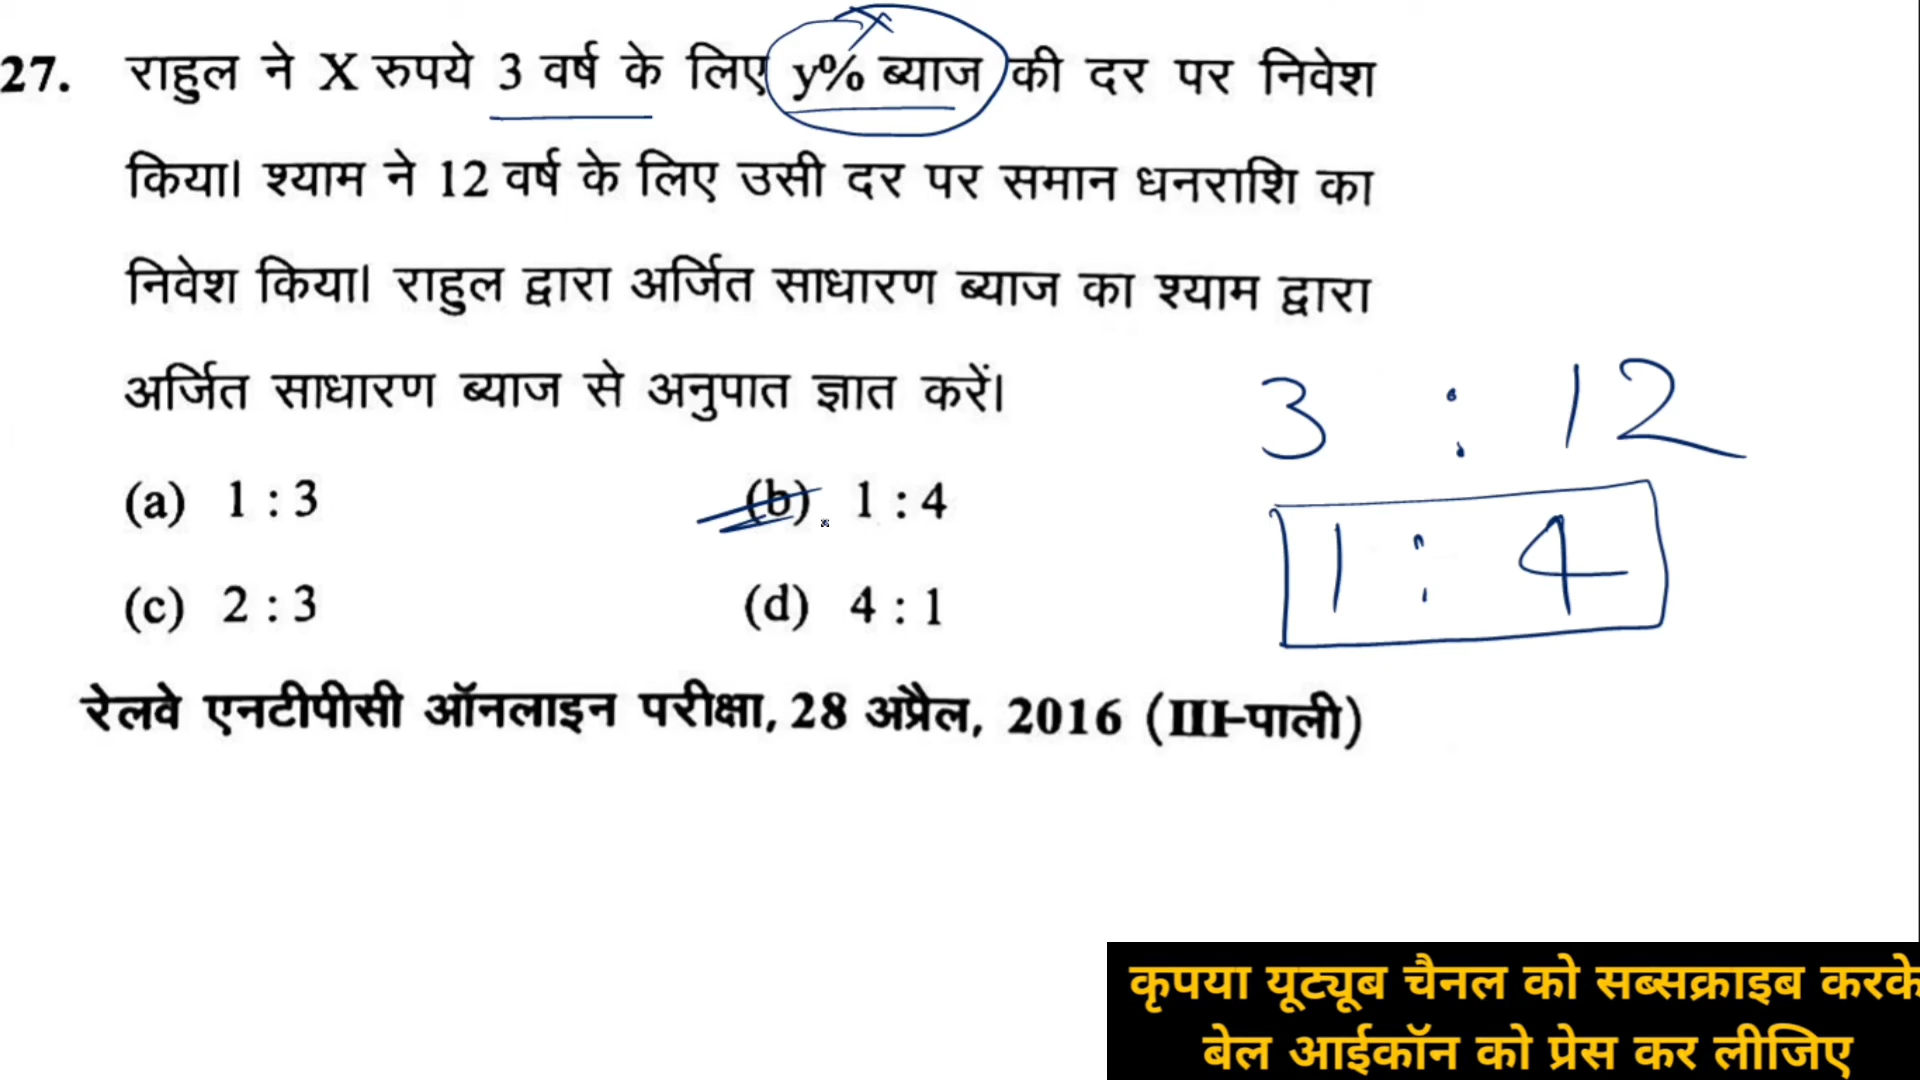 27. राहुल ने X रुपये 3 वर्ष के लिए y% ब्याज की दर पर निवेश
किया। श्याम ने 12 वर्ष के लिए उसी दर पर समान धनराशि का
निवेश किया। राहुल द्वारा अर्जित साधारण ब्याज का श्याम द्वारा
अर्जित साधारण ब्याज से अनुपात ज्ञात करें।
3 : 12
(a) 1 : 3 (b) 1 : 4
1 : 4
(c) 2 : 3 (d) 4 : 1
रेलवे एनटीपीसी ऑनलाइन परीक्षा, 28 अप्रैल, 2016 (III-पाली)
कृपया यूट्यूब चैनल को सब्सक्राइब करके
बेल आईकॉन को प्रेस कर लीजिए